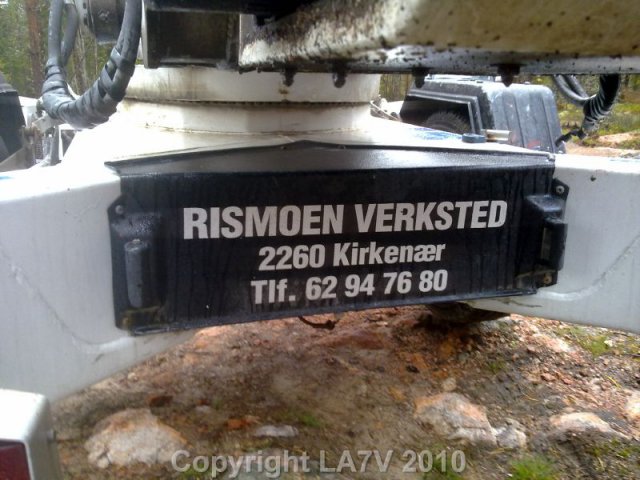 RISMOEN VERKSTED
2260 Kirkenær
Tlf. 62 94 76 80
Copyright LA7V 2010